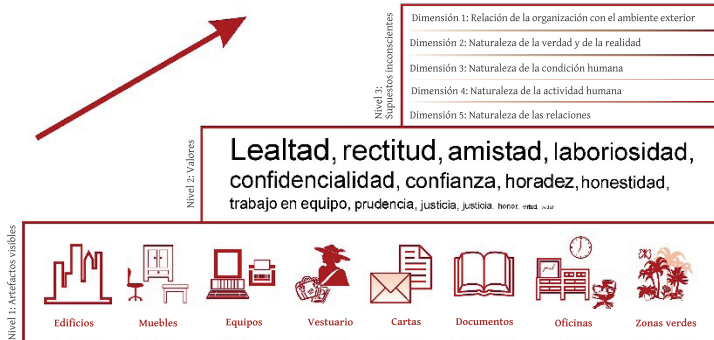 Dimensión 1: Relación de la organización con el ambiente exterior
Dimensión 2: Naturaleza de la verdad y de la realidad
Dimensión 3: Naturaleza de la condición humana
Dimensión 4: Naturaleza de la actividad humana
Dimensión 5: Naturaleza de las relaciones
Nivel 3:
Supuestos inconscientes
Lealtad, rectitud, amistad, laboriosidad,
confidencialidad, confianza, horadez, honestidad,
trabajo en equipo, prudencia, justicia, justicia, honor,
Nivel 2: Valores
Nivel 1: Artefactos visibles
Edificios
Muebles
Equipos
Vestuario
Cartas
Documentos
Oficinas
Zonas verdes